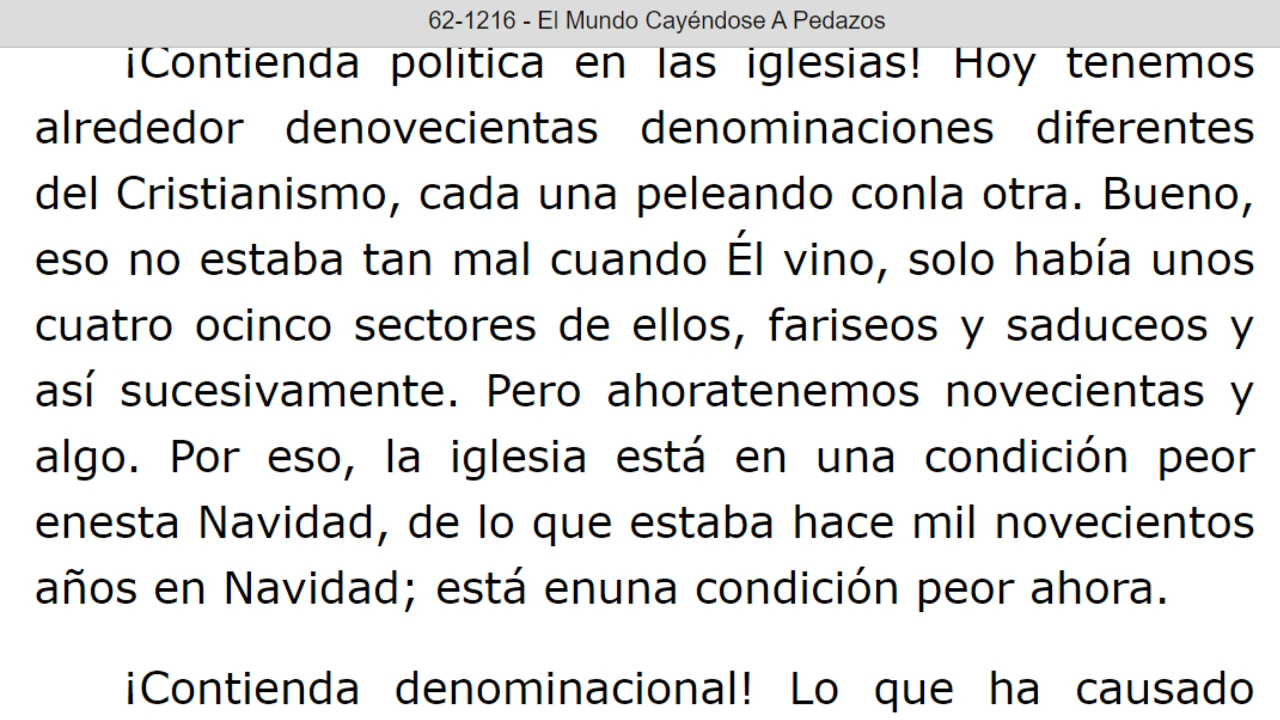 62-1216 - El Mundo Cayéndose A Pedazos
¡Contienda política en las iglesias! Hoy tenemos
alrededor denovecientas denominaciones diferentes
del Cristianismo, cada una peleando conla otra. Bueno,
eso no estaba tan mal cuando Él vino, solo había unos
cuatro ocinco sectores de ellos, fariseos y saduceos y
así sucesivamente. Pero ahoratenemos novecientas y
algo. Por eso, la iglesia está en una condición peor
enesta Navidad, de lo que estaba hace mil novecientos
años en Navidad; está enuna condición peor ahora.
¡Contienda denominacional! Lo que ha causado